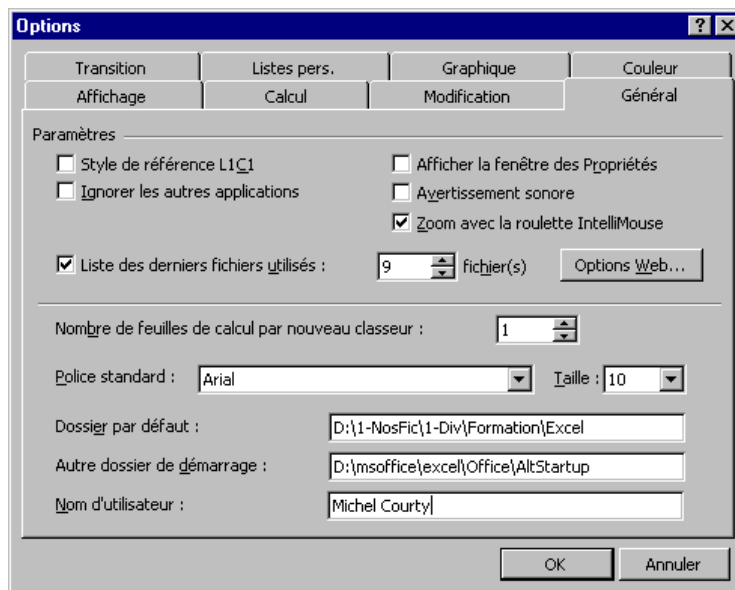 Options
Transition Listes pers. Graphique Couleur
Affichage Calcul Modification Général
Paramètres
Style de référence L1C1 Afficher la fenêtre des Propriétés
Ignorer les autres applications Avertissement sonore
Zoom avec la roulette IntelliMouse
Liste des derniers fichiers utilisés : 9 fichier(s) Options Web...
Nombre de feuilles de calcul par nouveau classeur : 1
Police standard : Arial Taille : 10
Dossier par défaut : D:\1-NosFic\1-Div\Formation\Excel
Autre dossier de démarrage : D:\msoffice\excel\Office\AltStartup
Nom d'utilisateur : Michel Courty
OK Annuler